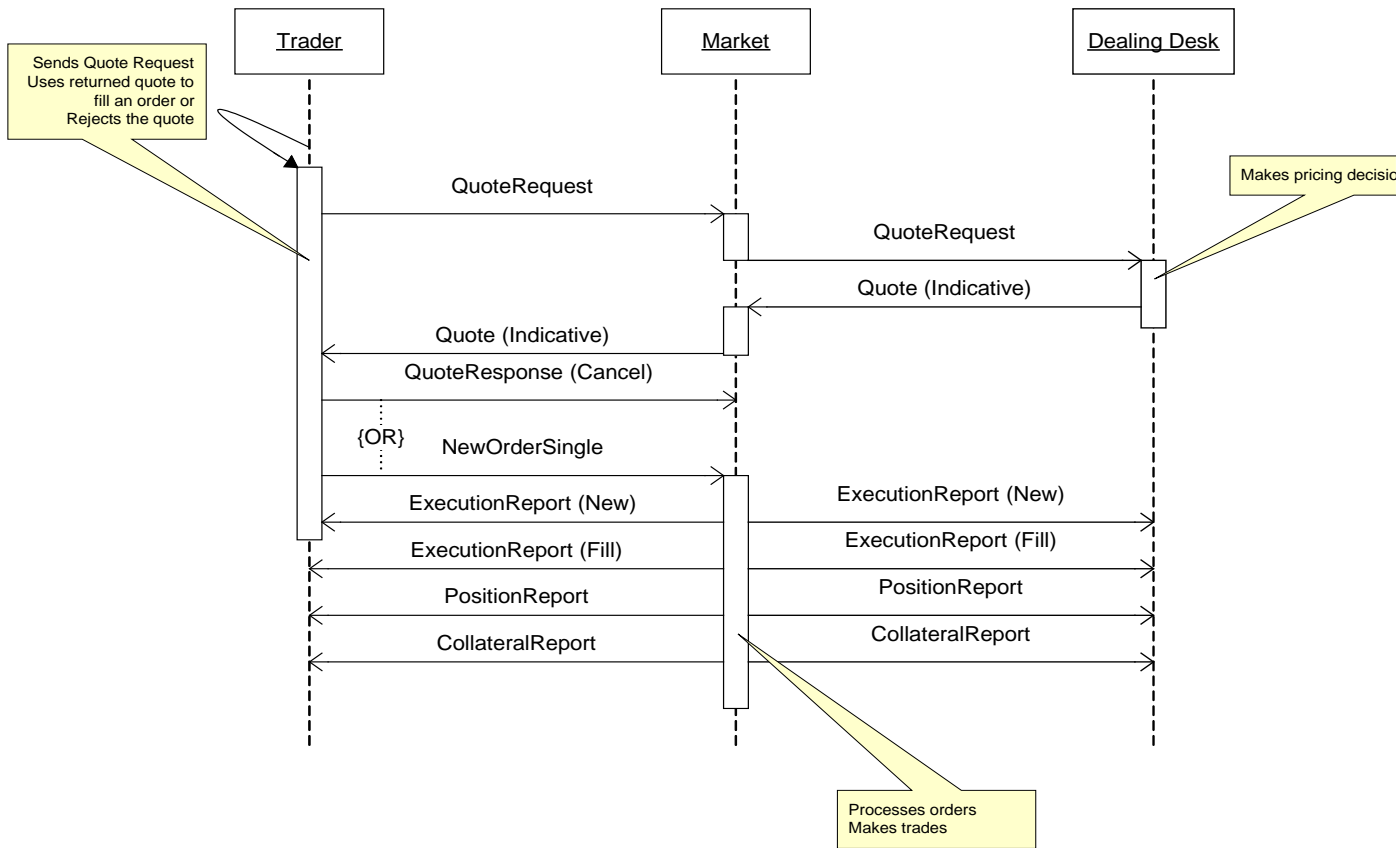 Trader
Market
Dealing Desk
Sends Quote Request
Uses returned quote to
fill an order or
Rejects the quote
Makes pricing decisio
QuoteRequest
QuoteRequest
Quote (Indicative)
Quote (Indicative)
QuoteResponse (Cancel)
{OR}
NewOrderSingle
ExecutionReport (New)
ExecutionReport (New)
ExecutionReport (Fill)
ExecutionReport (Fill)
PositionReport
PositionReport
CollateralReport
CollateralReport
Processes orders
Makes trades